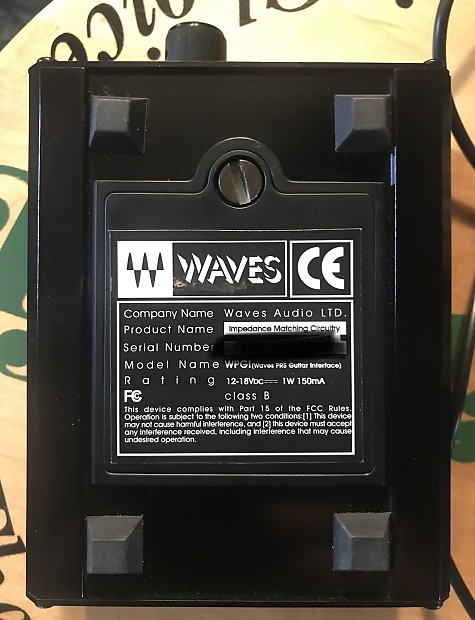 WAVES CE
Company Name Waves Audio LTD.
Product Name Impedance Matching Circuitry
Serial Number
Model Name WPGI(Waves PRS Guitar Interface)
Rating 12-18VDC⎓ 1W 150mA
FC class B
This device complies with Part 15 of the FCC Rules.
Operation is subject to the following two conditions:[1] This device
may not cause harmful interference, and [2] this device must accept
any interference received, including interference that may cause
undesired operation.